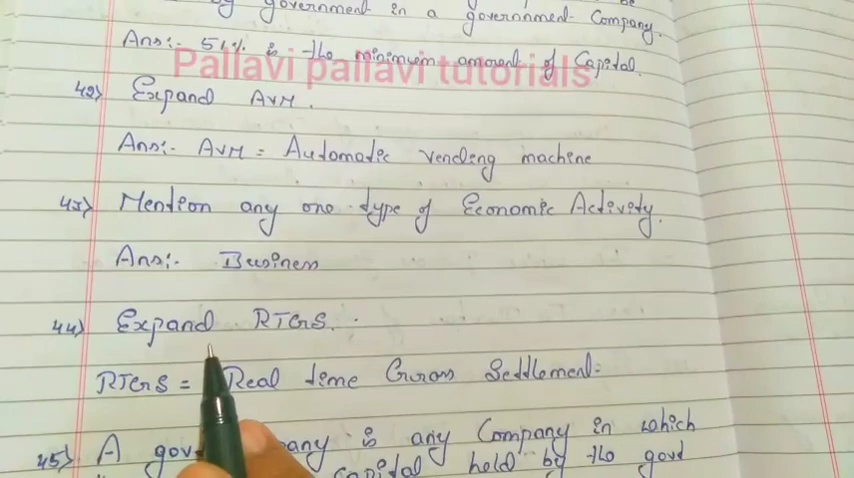 by government in a government Company.
Ans:- 51% is the minimum amount of Capital.
Pallavi pallavi tutorials
42) Expand AVM.
Ans:- AVM = Automatic vending machine
43) Mention any one type of Economic Activity.
Ans:- Business
44) Expand RTGS.
RTGS = Real time Gross Settlement.
45) A any is any Company in which
capital held by the govt